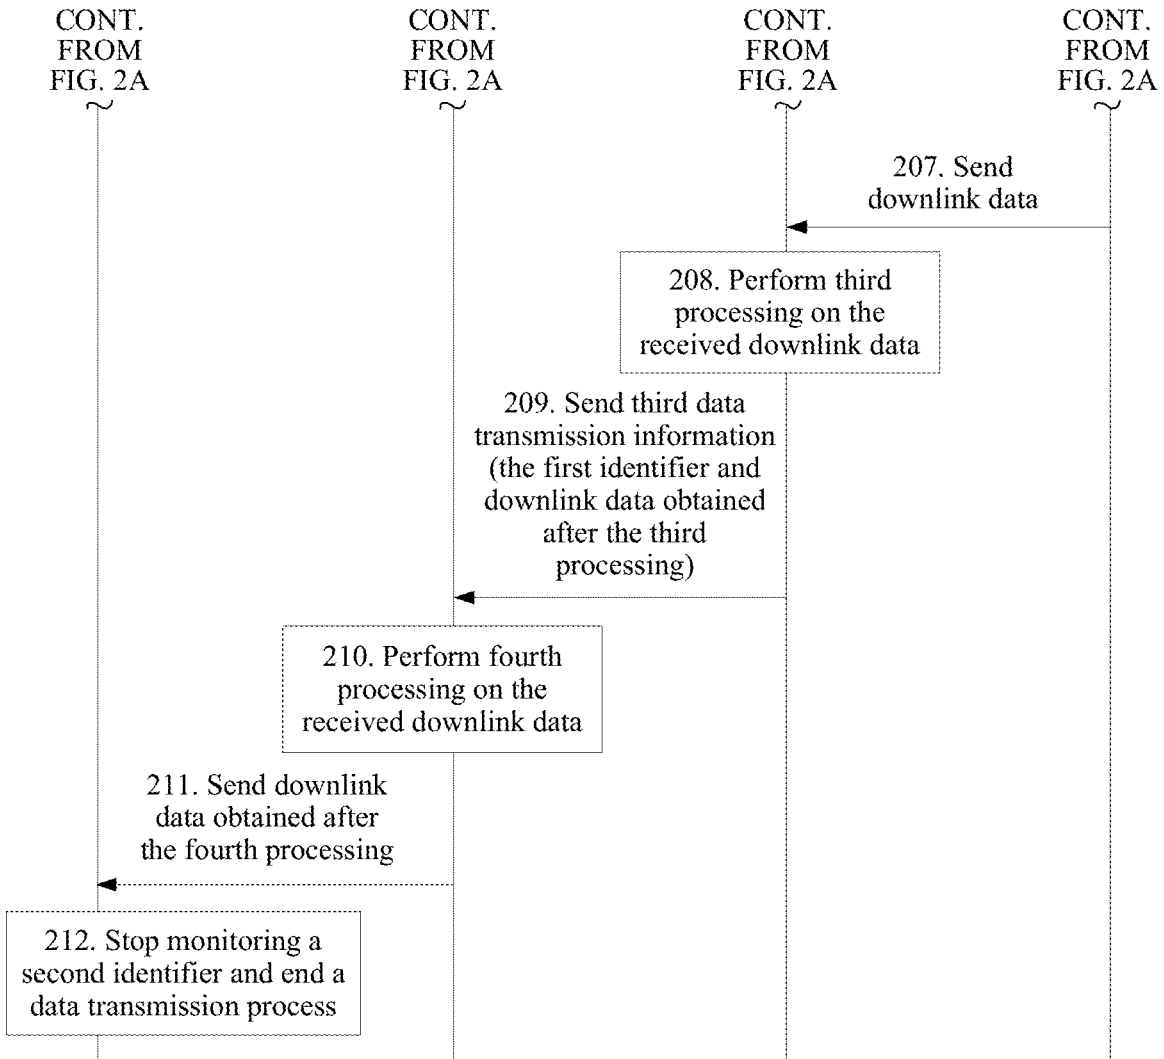 CONT.
FROM
FIG. 2A
CONT.
FROM
FIG. 2A
CONT.
FROM
FIG. 2A
CONT.
FROM
FIG. 2A
207. Send
downlink data
208. Perform third
processing on the
received downlink data
209. Send third data
transmission information
(the first identifier and
downlink data obtained
after the third
processing)
210. Perform fourth
processing on the
received downlink data
211. Send downlink
data obtained after
the fourth processing
212. Stop monitoring a
second identifier and end a
data transmission process